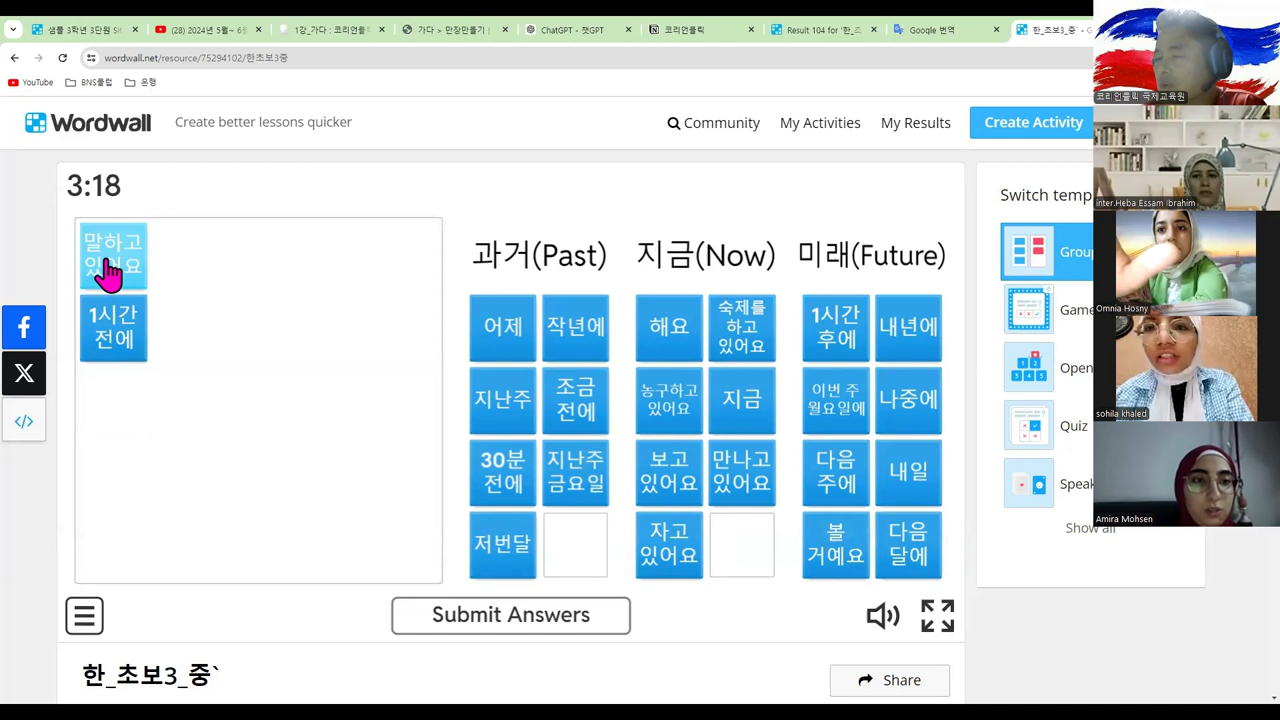 샘플 3학년 3단원 SI
(28) 2024년 5월~ 6
1강_가다 : 코리언클
가다 > 만장만들기 |
ChatGPT - 챗GPT
코리언클릭
Result 104 for '한_초
Google 번역
한_초보3_중` - G
wordwall.net/resource/75294102/한초보3중
YouTube
BNS클럽
은행
Wordwall
Create better lessons quicker
Community
My Activities
My Results
Create Activity
3:18
말하고
있어요
1시간
전에
과거(Past)
어제
작년에
지난주
조금
전에
30분
전에
지난주
금요일
저번달
지금(Now)
해요
숙제를
하고
있어요
농구하고
있어요
지금
보고
있어요
만나고
있어요
자고
있어요
미래(Future)
1시간
후에
내년에
이번 주
월요일에
나중에
다음
주에
내일
볼
거예요
다음
달에
Submit Answers
한_초보3_중`
Share
Switch temp
Group
Game
Open
Quiz
Speak
Show all
코리언클릭 국제교육원
inter.Heba Essam Ibrahim
Omnia Hosny
sohila khaled
Amira Mohsen